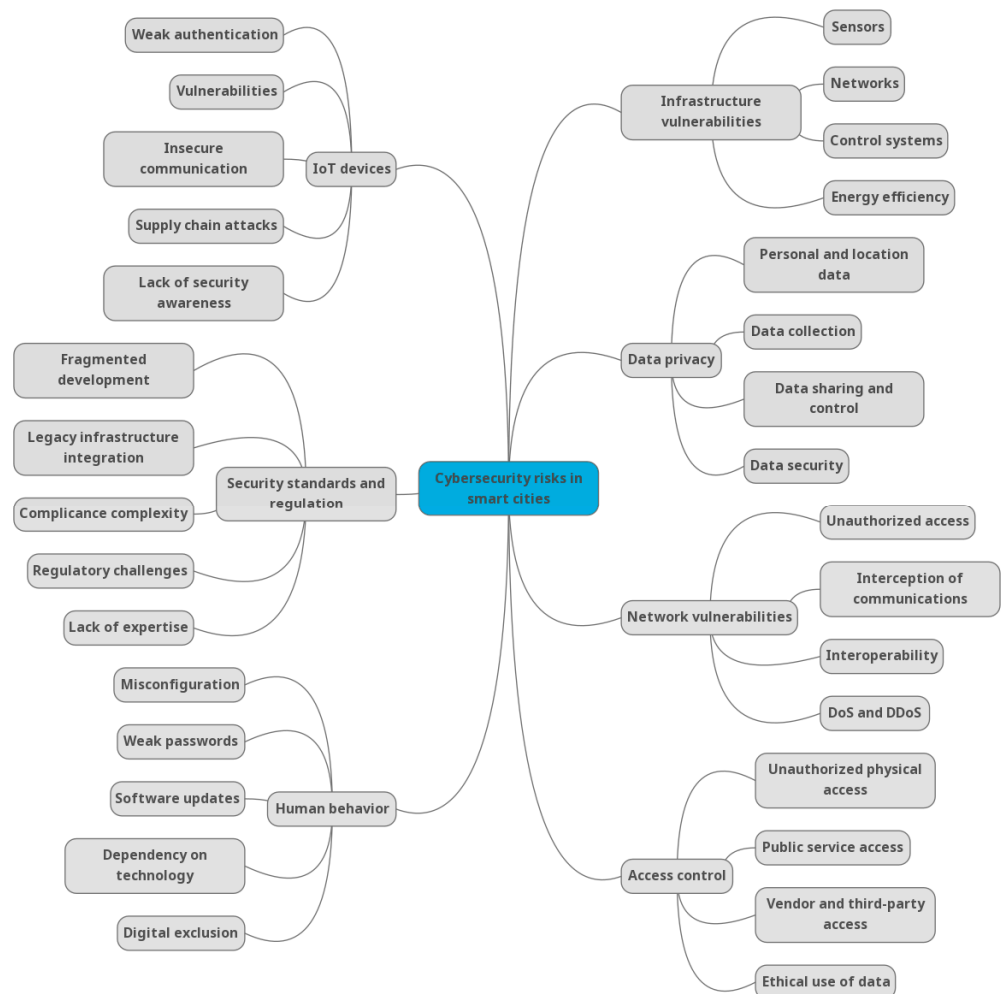 Cybersecurity risks in
smart cities
IoT devices
Weak authentication
Vulnerabilities
Insecure
communication
Supply chain attacks
Lack of security
awareness
Security standards and
regulation
Fragmented
development
Legacy infrastructure
integration
Complicance complexity
Regulatory challenges
Lack of expertise
Human behavior
Misconfiguration
Weak passwords
Software updates
Dependency on
technology
Digital exclusion
Infrastructure
vulnerabilities
Sensors
Networks
Control systems
Energy efficiency
Data privacy
Personal and location
data
Data collection
Data sharing and
control
Data security
Network vulnerabilities
Unauthorized access
Interception of
communications
Interoperability
DoS and DDoS
Access control
Unauthorized physical
access
Public service access
Vendor and third-party
access
Ethical use of data